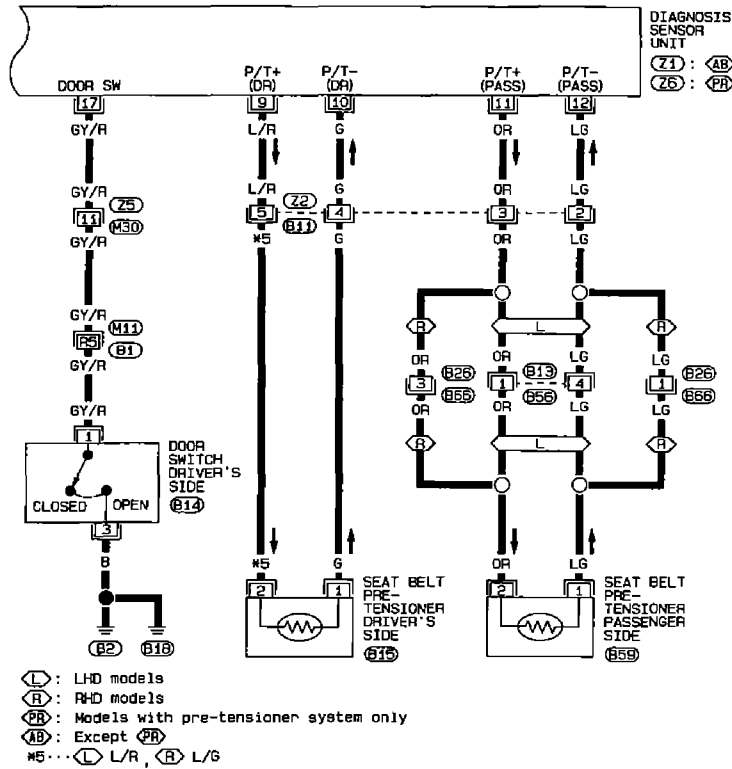 DIAGNOSIS
SENSOR
UNIT
Z1 : AB
Z6 : PR
DOOR SW
P/T+
(DR)
P/T-
(DR)
P/T+
(PASS)
P/T-
(PASS)
17 9 10 11 12
GY/R L/R G OR LG
GY/R L/R G OR LG
11 Z5 M30
5 Z2 B11 4 3 2
GY/R *5 G OR LG
R L R
GY/R
R5 M11 B1
GY/R
OR OR LG LG
3 B26 B66 1 B13 B56 4 1 B26 B66
OR OR LG LG
GY/R
R L R
1
DOOR
SWITCH
DRIVER'S
SIDE
B14
CLOSED OPEN
3
B
*5 G OR LG
2 1 2 1
SEAT BELT
PRE-
TENSIONER
DRIVER'S
SIDE
B15
SEAT BELT
PRE-
TENSIONER
PASSENGER
SIDE
B59
B2 B18
L : LHD models
R : RHD models
PR : Models with pre-tensioner system only
AB : Except PR
*5··· L L/R , R L/G